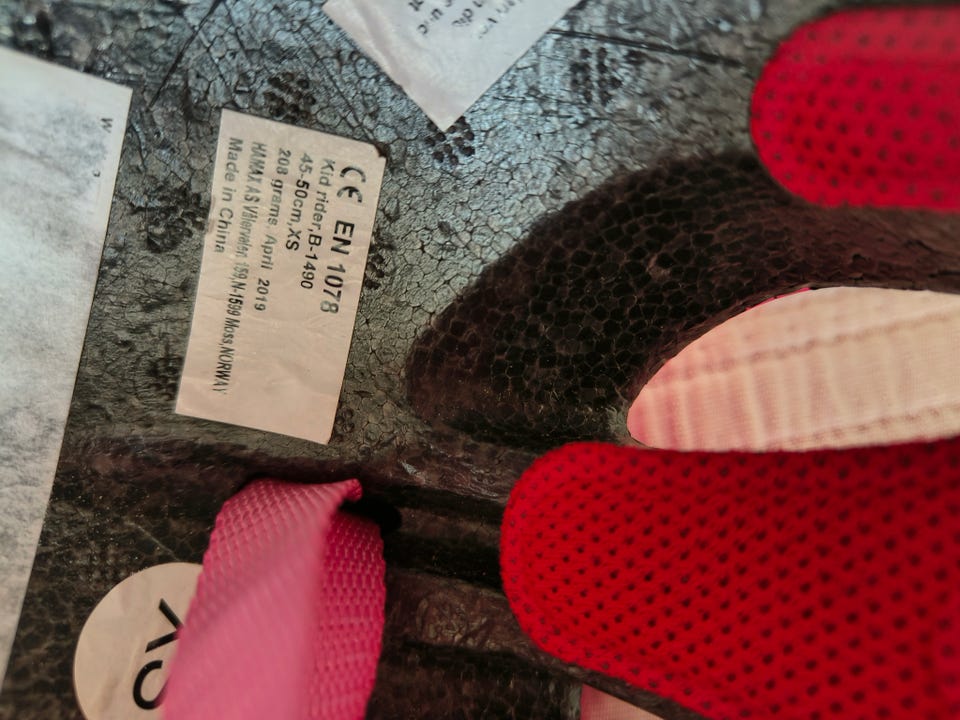 CE EN 1078
Kid rider,B-1490
45-50cm,XS
208 grams. April 2019
HAMAX AS Vålerveien 159,N-1599 Moss,NORWAY
Made in China